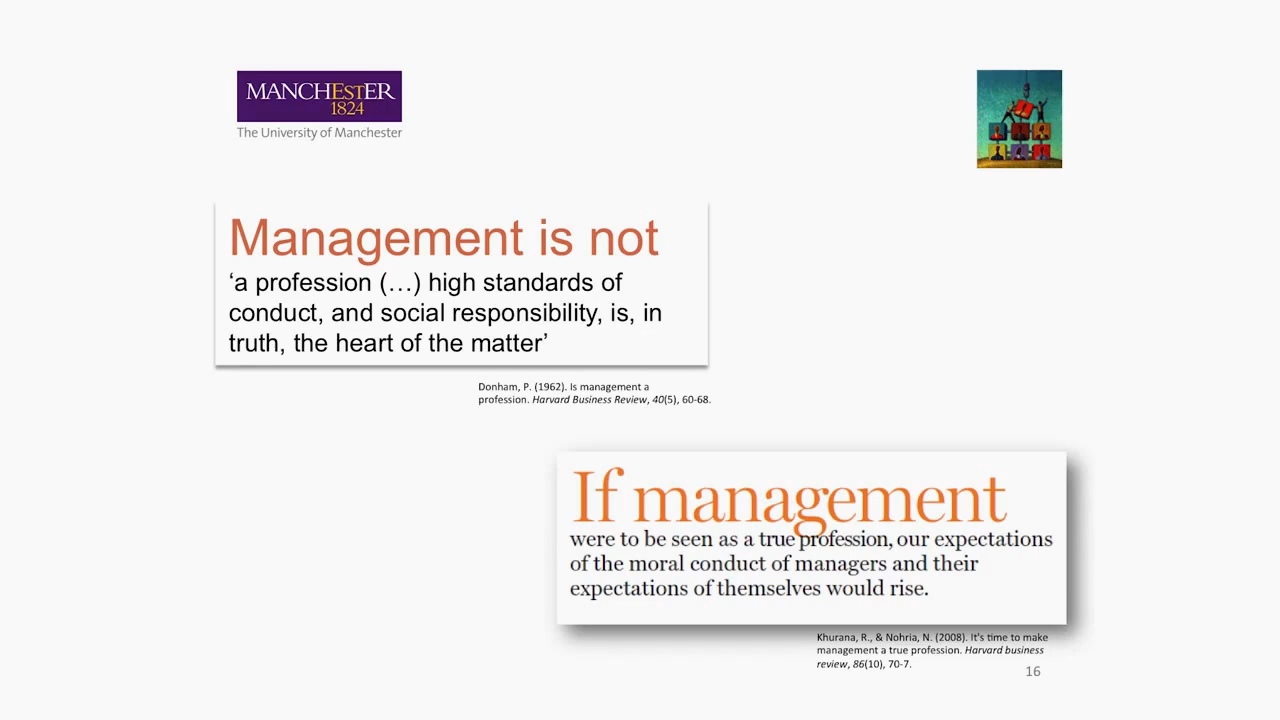 MANCHESTER
1824
The University of Manchester
Management is not
‘a profession (…) high standards of
conduct, and social responsibility, is, in
truth, the heart of the matter’
Donham, P. (1962). Is management a
profession. Harvard Business Review, 40(5), 60-68.
If management
were to be seen as a true profession, our expectations
of the moral conduct of managers and their
expectations of themselves would rise.
Khurana, R., & Nohria, N. (2008). It's time to make
management a true profession. Harvard business
review, 86(10), 70-7.
16